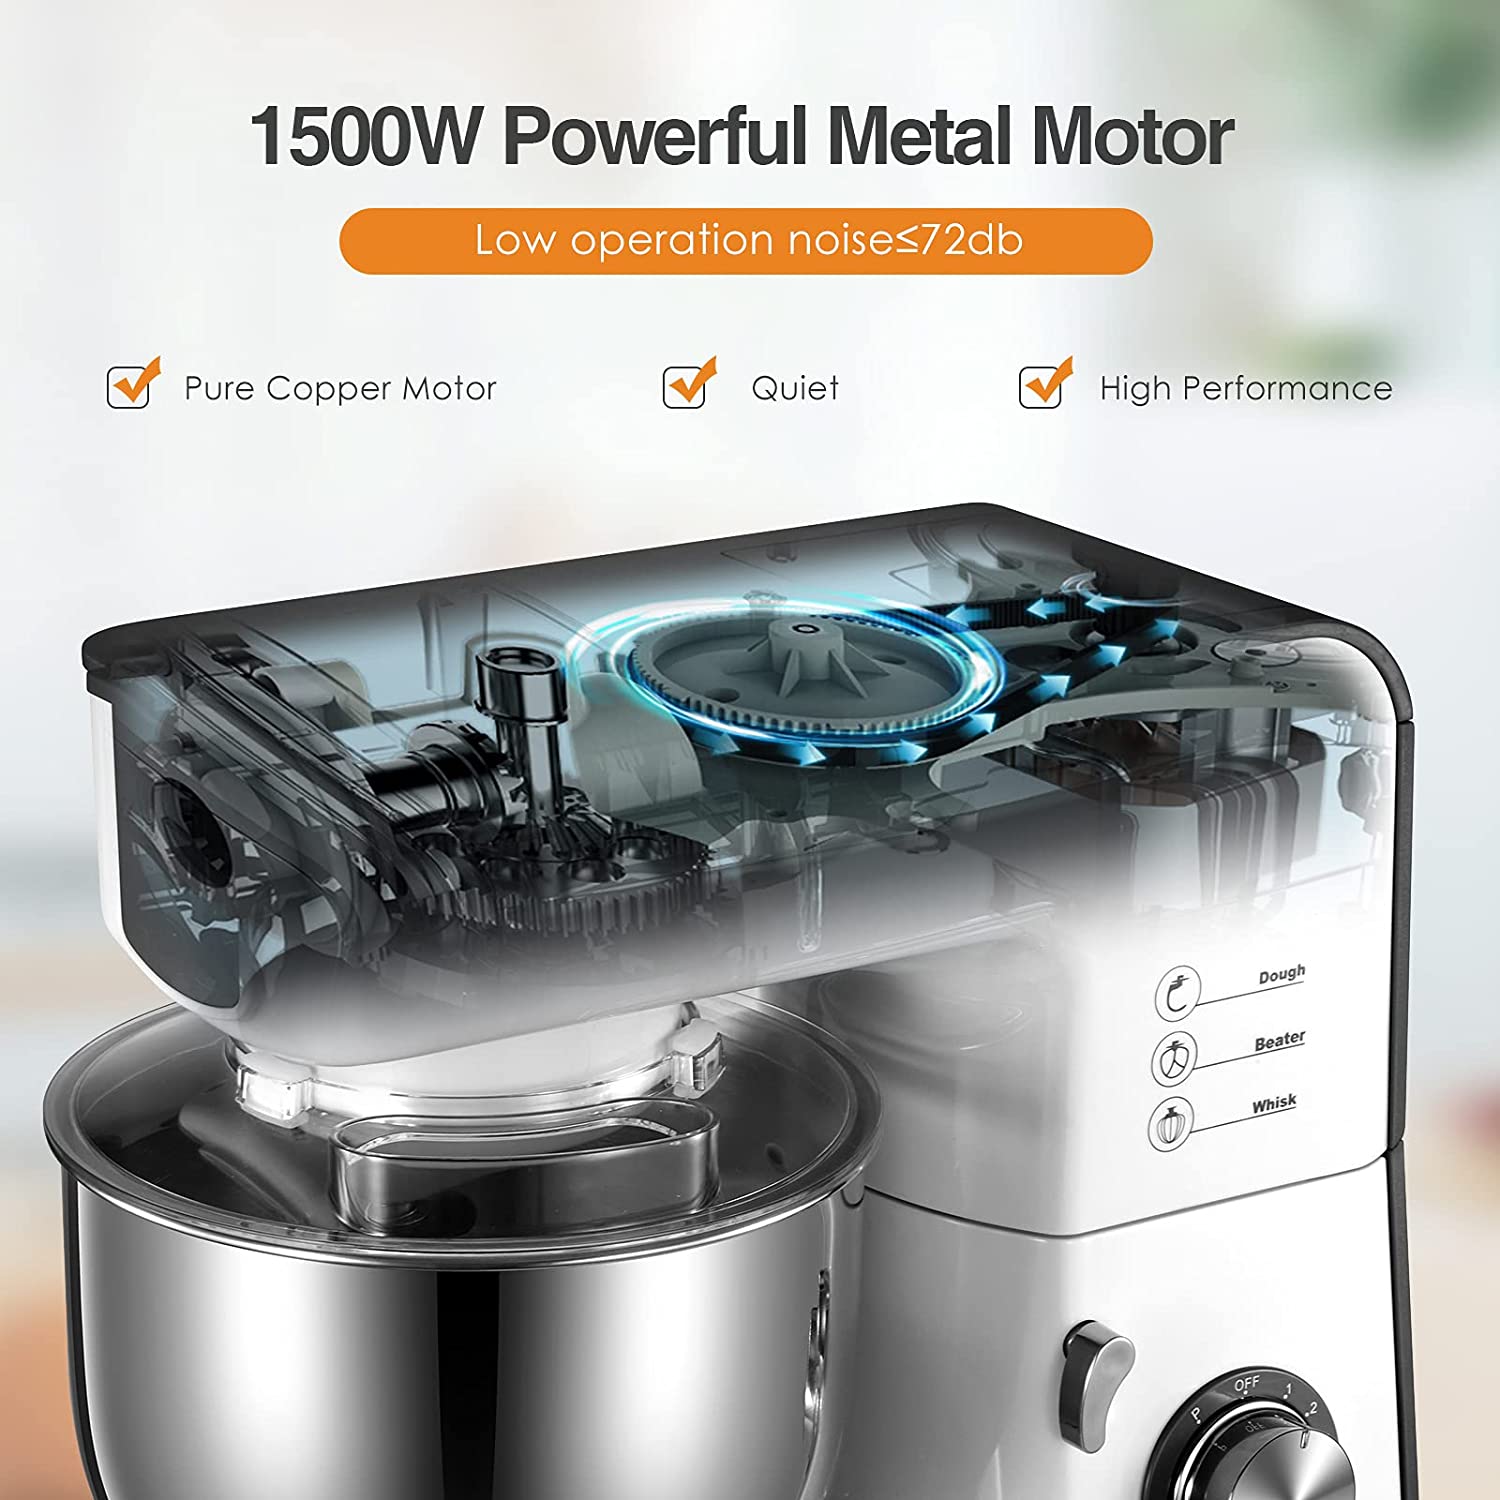 1500W Powerful Metal Motor
Low operation noise≤72db
Pure Copper Motor
Quiet
High Performance
Dough
Beater
Whisk
P OFF 1 2